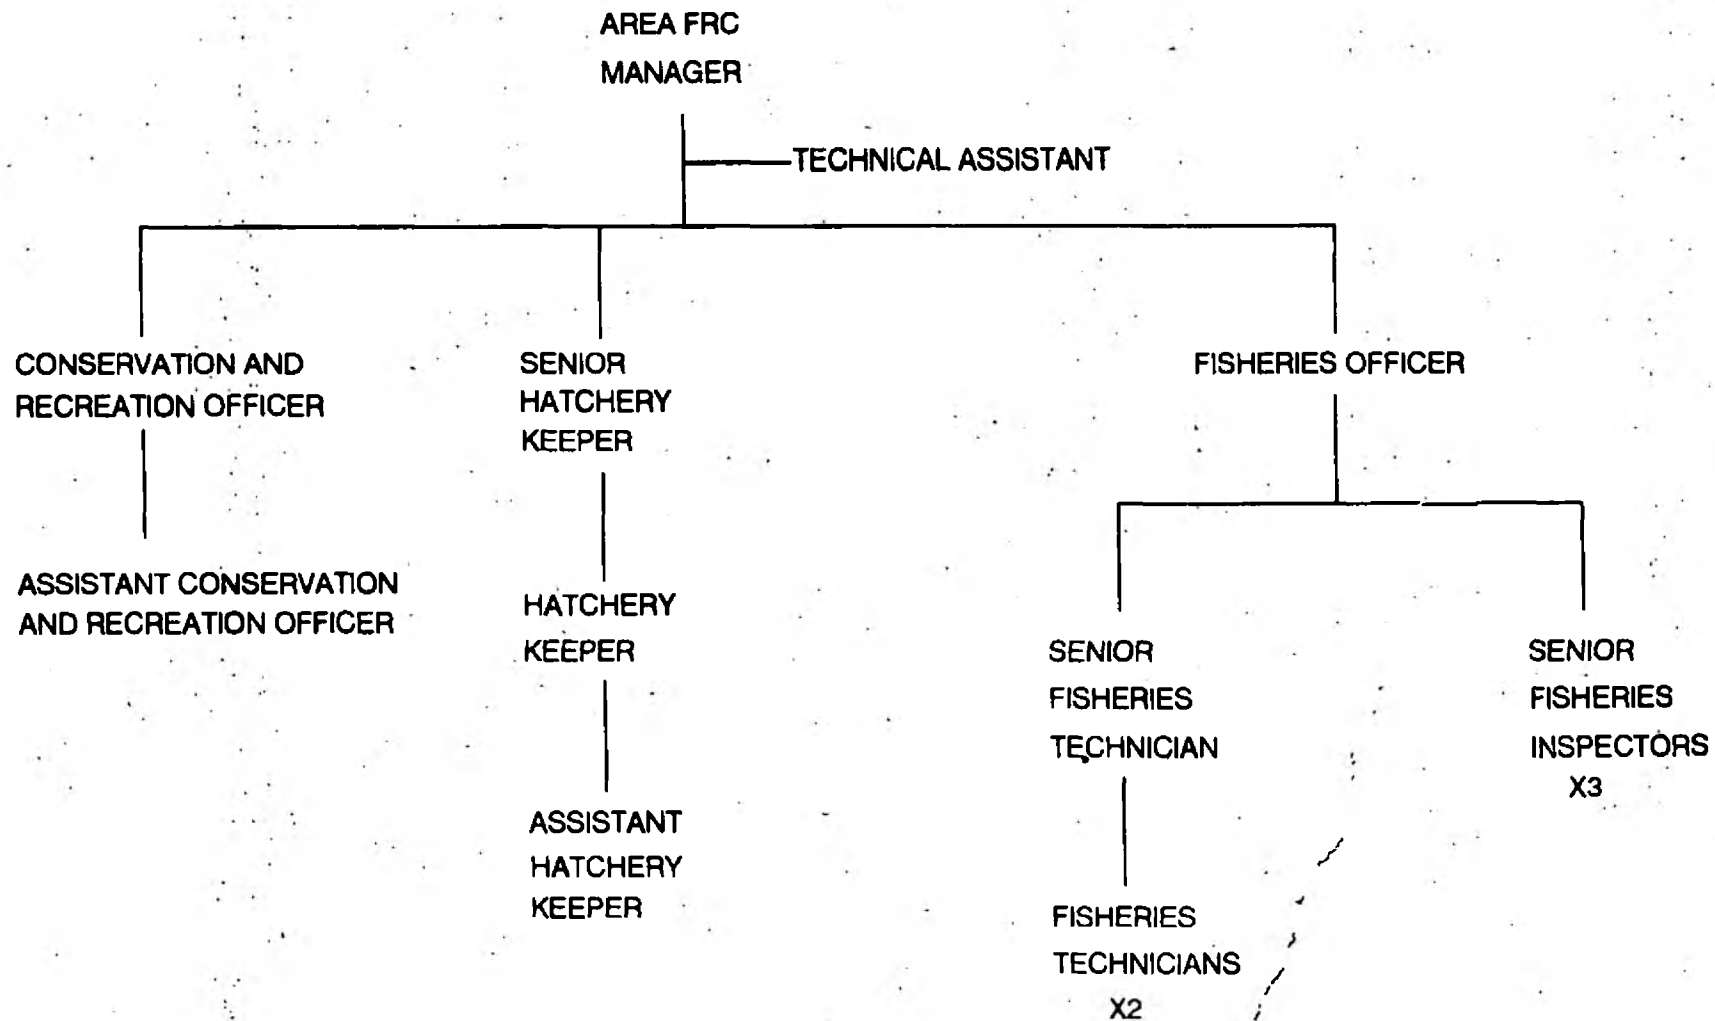 AREA FRC
MANAGER
TECHNICAL ASSISTANT
CONSERVATION AND
RECREATION OFFICER
SENIOR
HATCHERY
KEEPER
FISHERIES OFFICER
ASSISTANT CONSERVATION
AND RECREATION OFFICER
HATCHERY
KEEPER
SENIOR
FISHERIES
TECHNICIAN
SENIOR
FISHERIES
INSPECTORS
X3
ASSISTANT
HATCHERY
KEEPER
FISHERIES
TECHNICIANS
X2